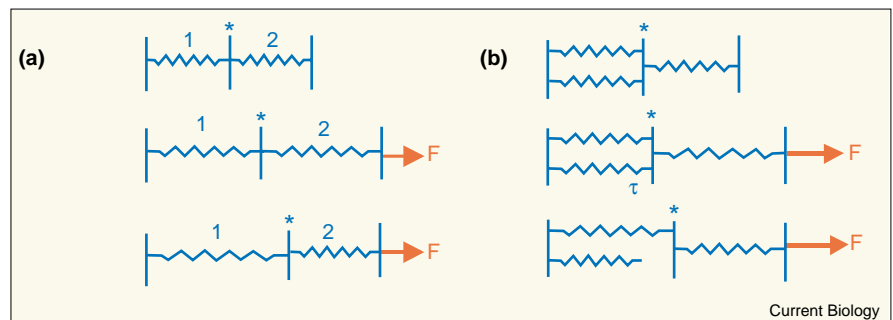 (a)
1 * 2
1 * 2 F
1 * 2 F
(b)
*
* F
τ
* F
Current Biology